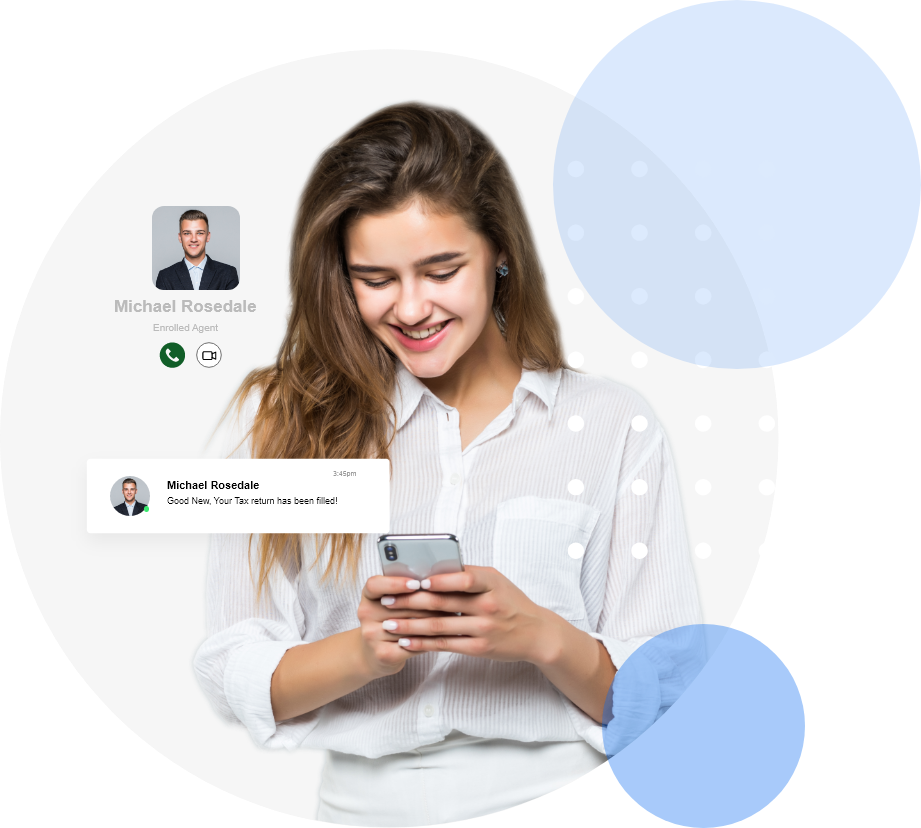 Michael Rosedale
Enrolled Agent
3:45pm
Michael Rosedale
Good New, Your Tax return has been filled!